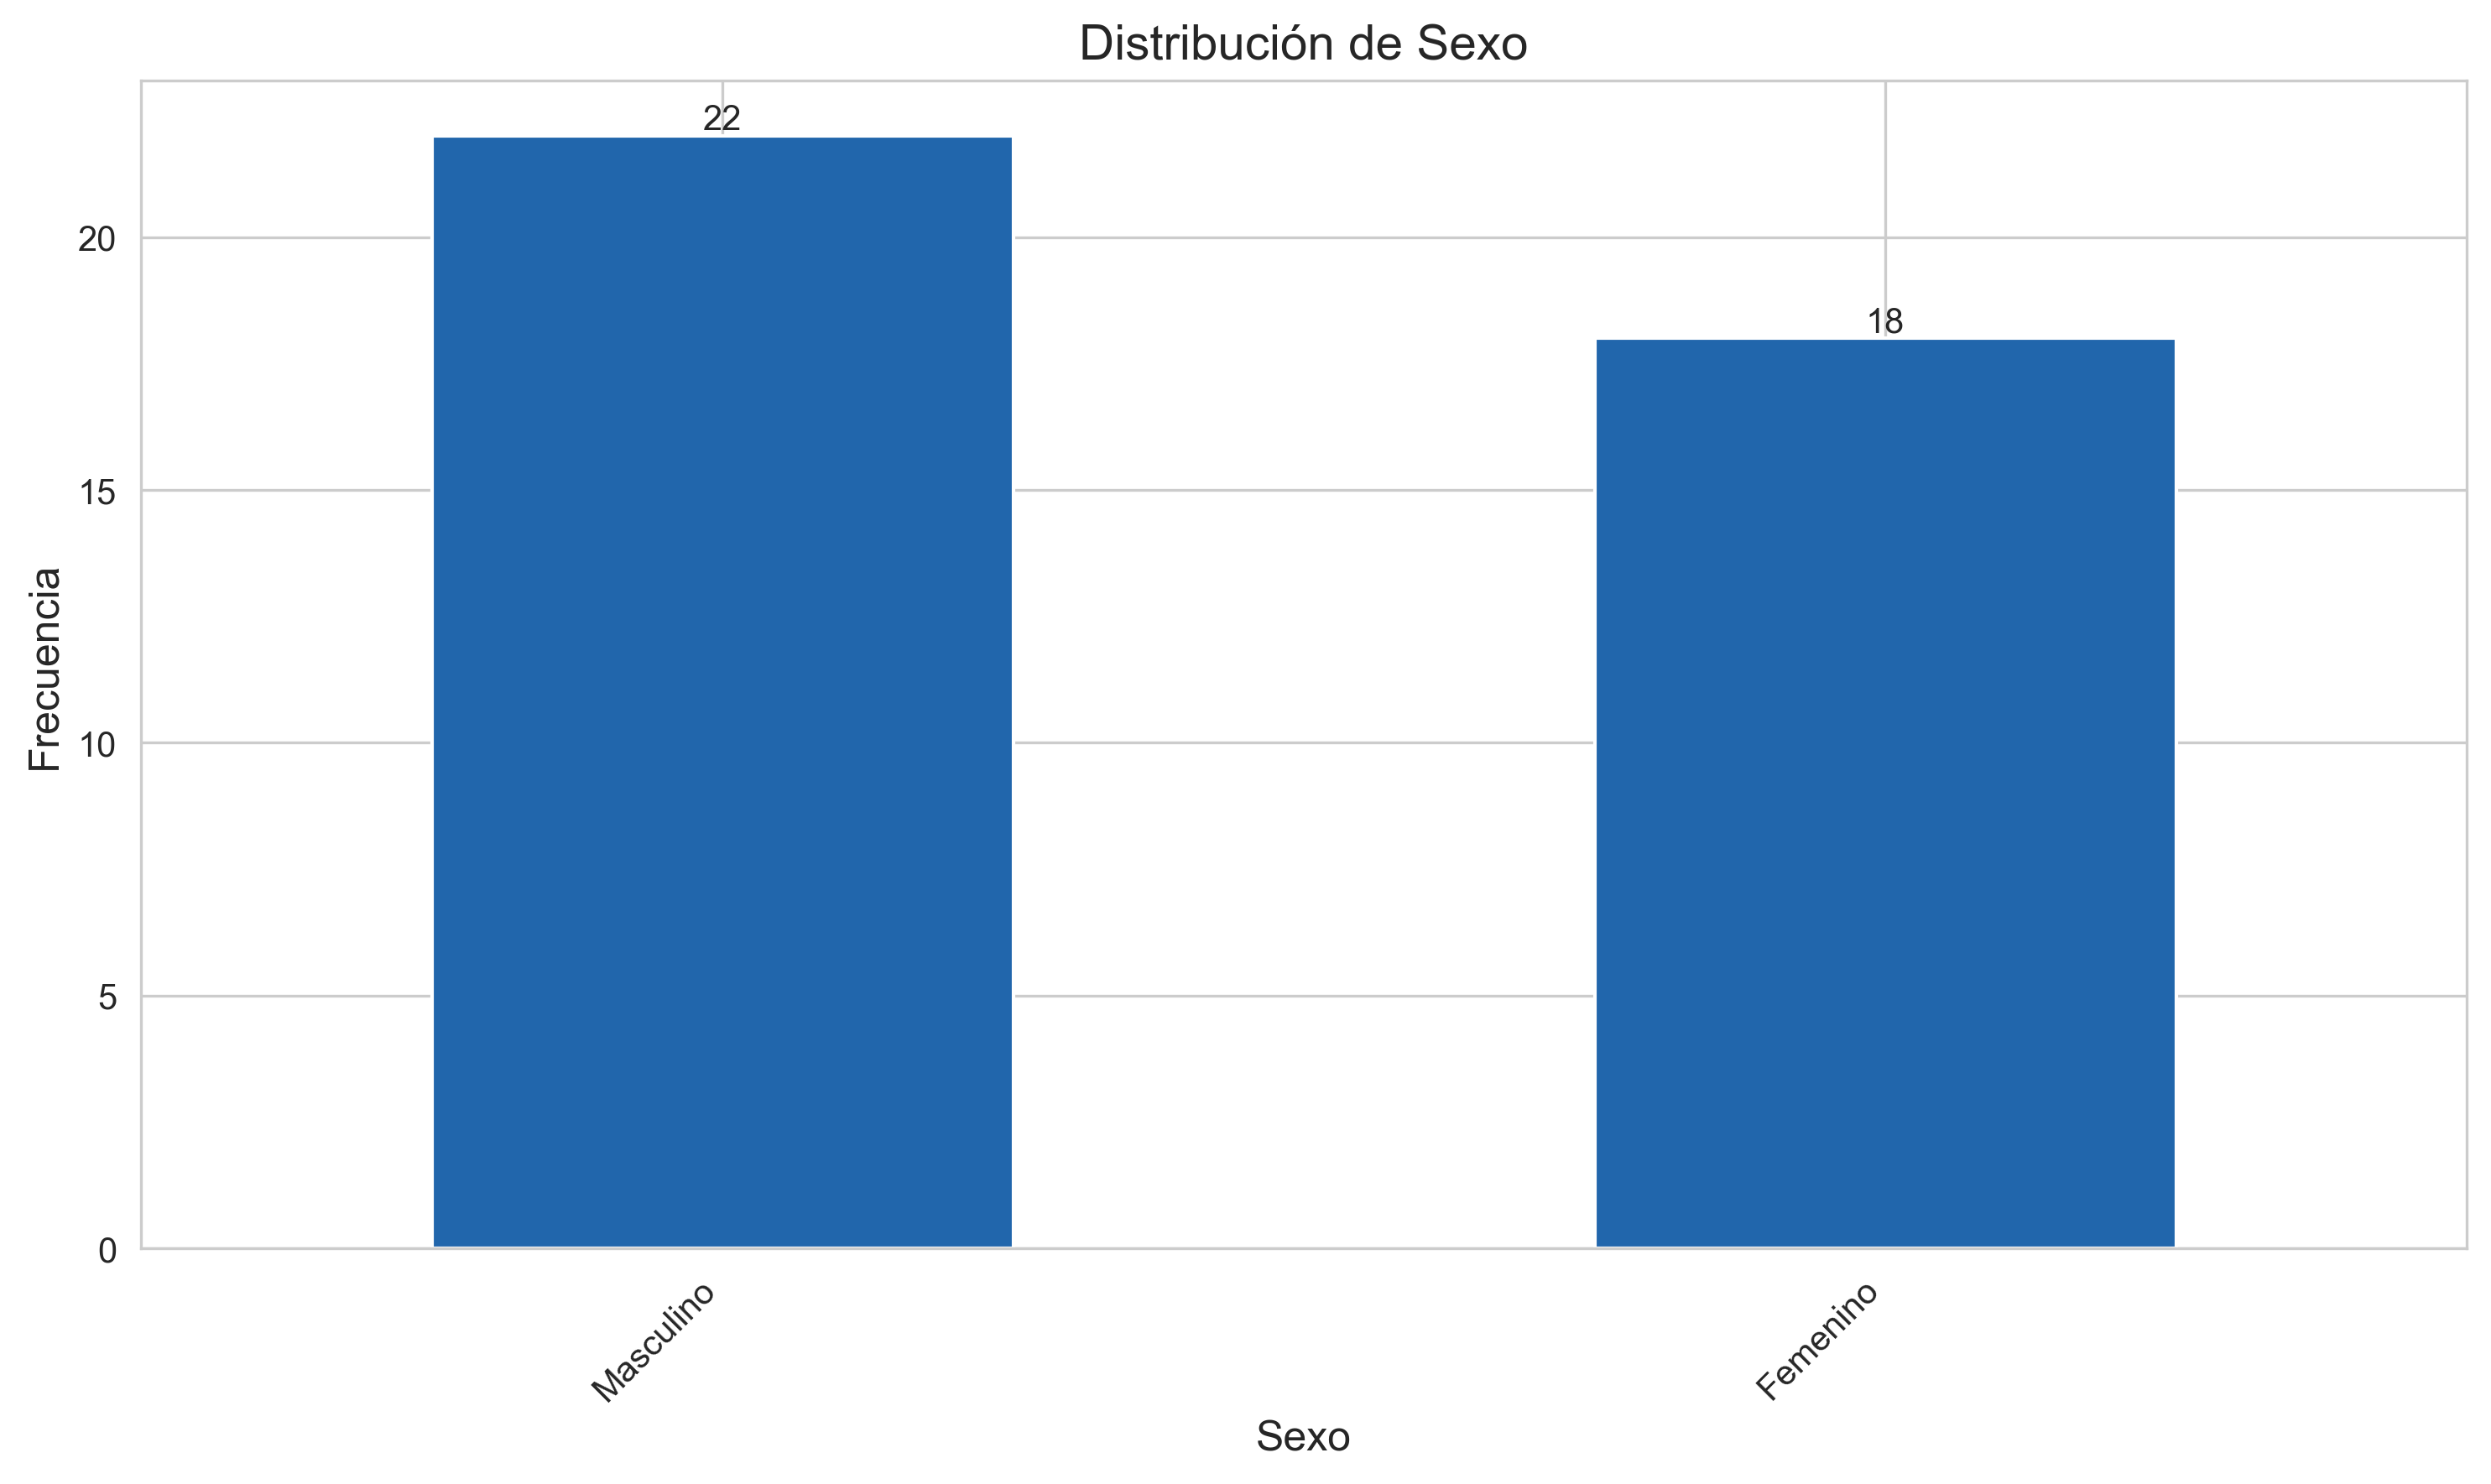 Distribución de Sexo
22
18
20
15
10
5
0
Frecuencia
Masculino
Femenino
Sexo